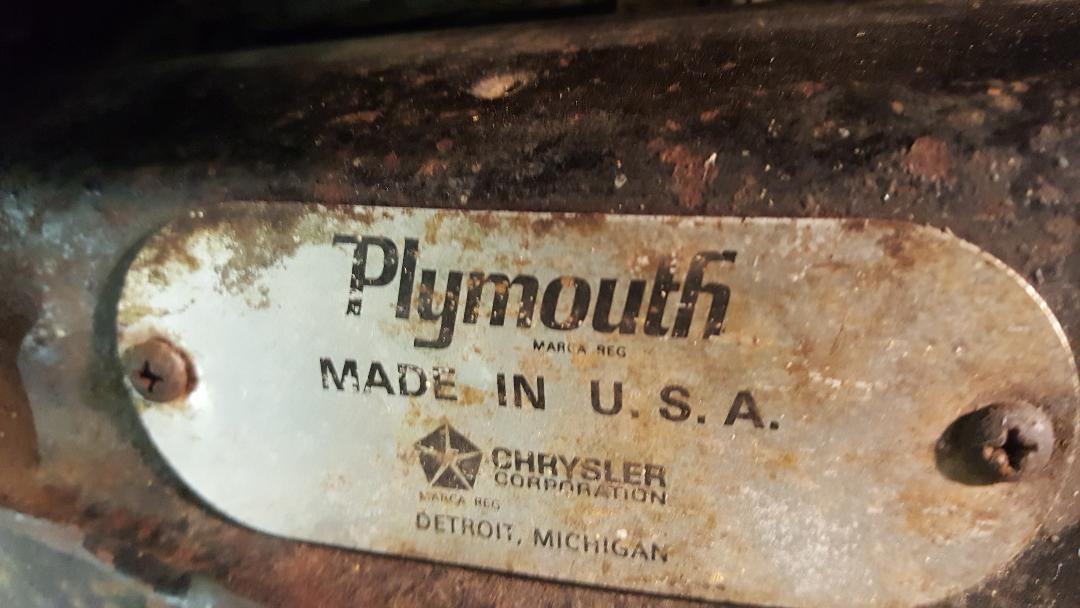 Plymouth
MARCA REG
MADE IN U. S. A.
CHRYSLER
CORPORATION
MARCA REG
DETROIT, MICHIGAN